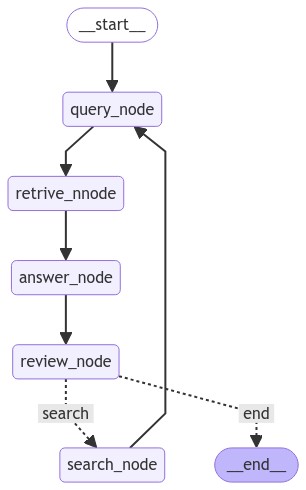 __start__
query_node
retrive_nnode
answer_node
review_node
search
end
search_node
__end__